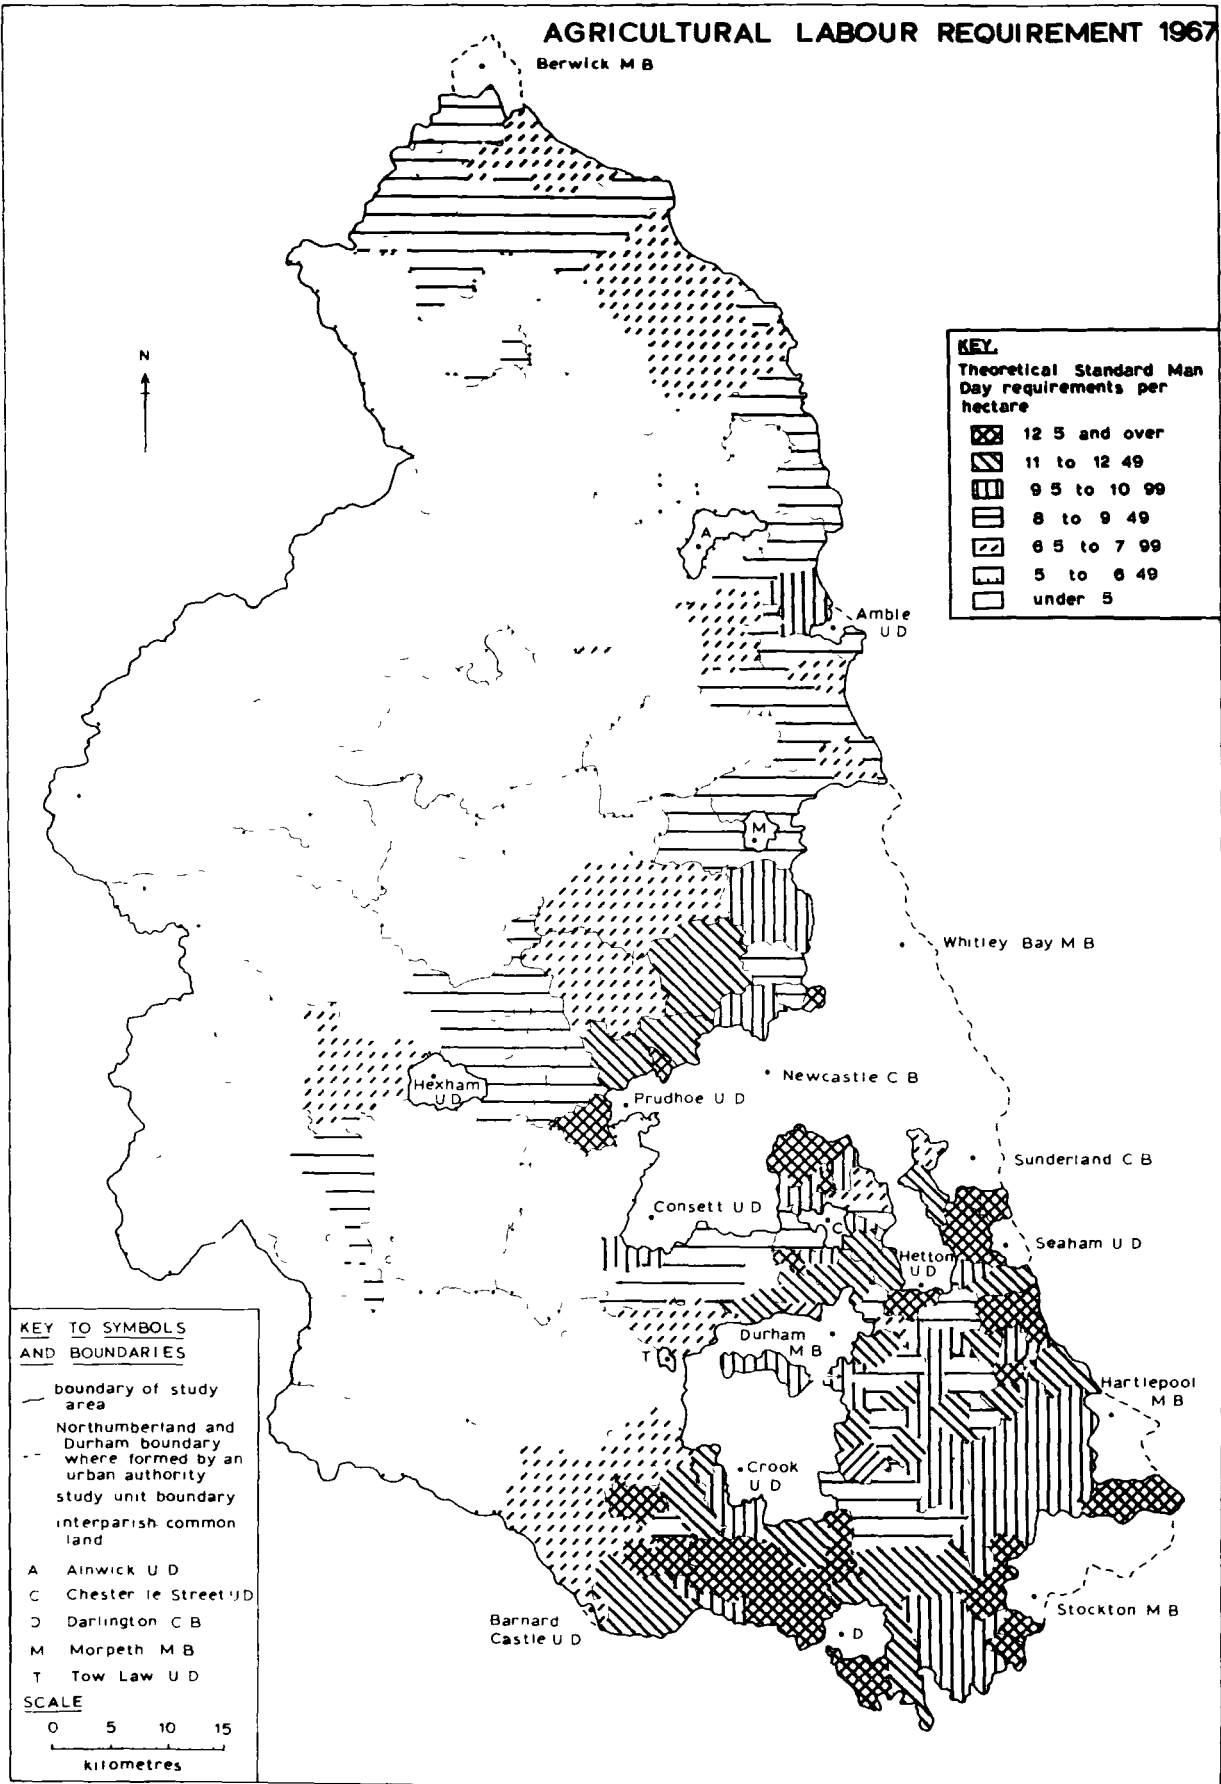 AGRICULTURAL LABOUR REQUIREMENT 1967
Berwick M B
N
KEY.
Theoretical Standard Man
Day requirements per
hectare
12 5 and over
11 to 12 49
9 5 to 10 99
8 to 9 49
6 5 to 7 99
5 to 6 49
under 5
A
Amble
U D
M
Whitley Bay M B
Newcastle C B
Hexham
U D
Prudhoe U D
Sunderland C B
Consett U D
C
Seaham U D
Hetton
U D
Durham
M B
T
Hartlepool
M B
Crook
U D
Stockton M B
Barnard
Castle U D
D
KEY TO SYMBOLS
AND BOUNDARIES
boundary of study
area
Northumberland and
Durham boundary
where formed by an
urban authority
study unit boundary
interparish common
land
A Alnwick U D
C Chester le Street U D
D Darlington C B
M Morpeth M B
T Tow Law U D
SCALE
0 5 10 15
kilometres